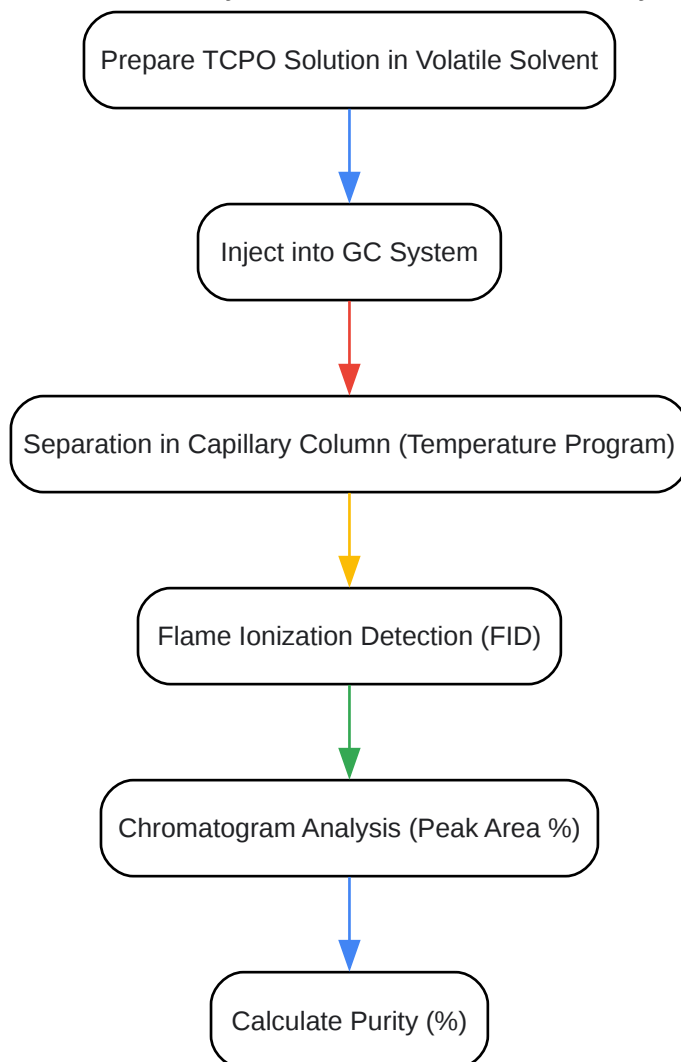 Prepare TCPO Solution in Volatile Solvent
Inject into GC System
Separation in Capillary Column (Temperature Program)
Flame Ionization Detection (FID)
Chromatogram Analysis (Peak Area %)
Calculate Purity (%)